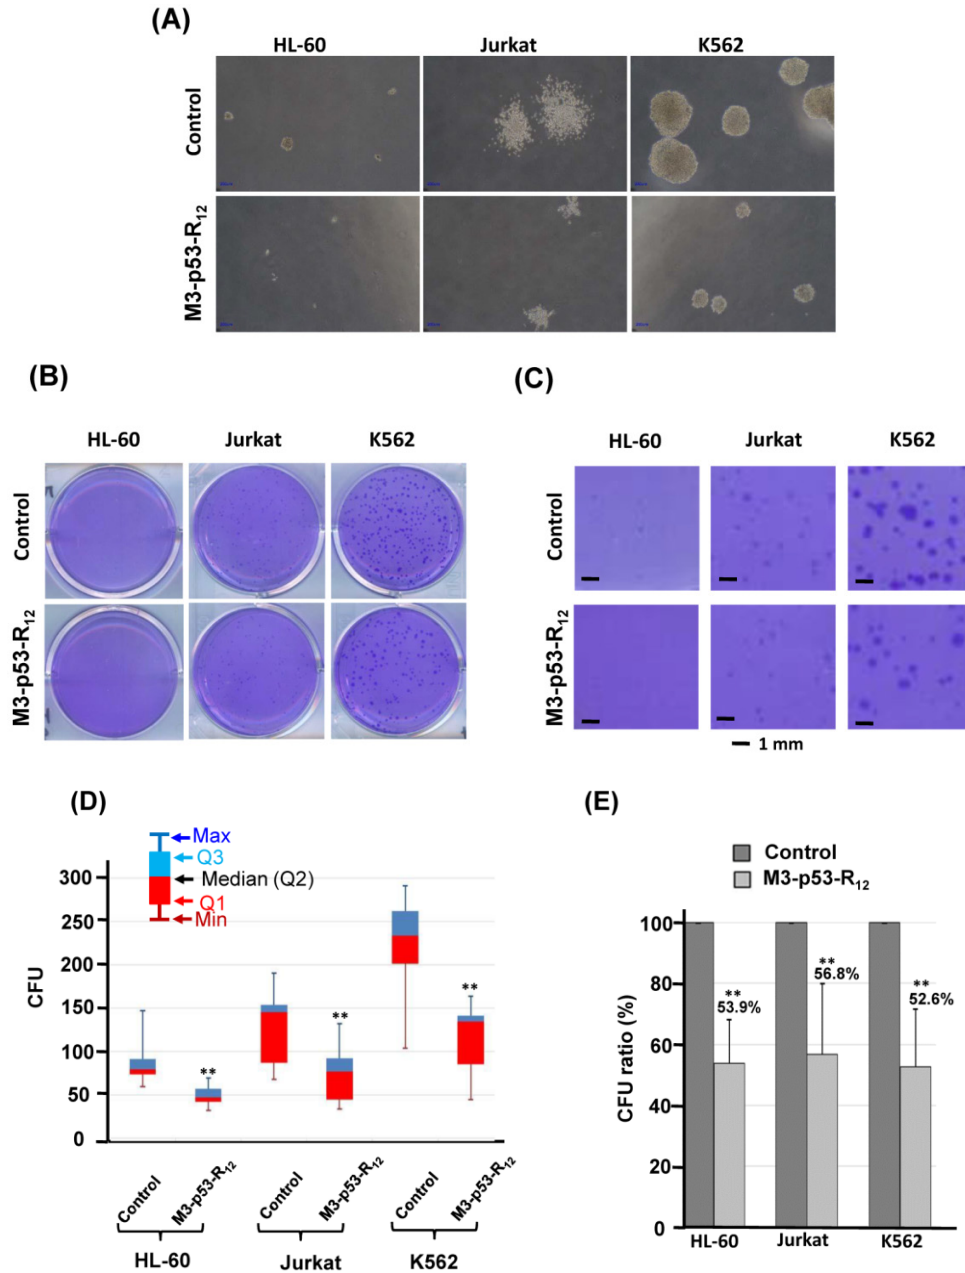 (A)
HL-60 Jurkat K562
Control
M3-p53-R12
(B)
HL-60 Jurkat K562
Control
M3-p53-R12
(C)
HL-60 Jurkat K562
Control
M3-p53-R12
1 mm
(D)
Max
Q3
Median (Q2)
Q1
Min
CFU
300
250
200
150
100
50
0
**
**
**
Control M3-p53-R12 Control M3-p53-R12 Control M3-p53-R12
HL-60 Jurkat K562
(E)
Control
M3-p53-R12
CFU ratio (%)
100
80
60
40
20
0
**
53.9%
**
56.8%
**
52.6%
HL-60 Jurkat K562